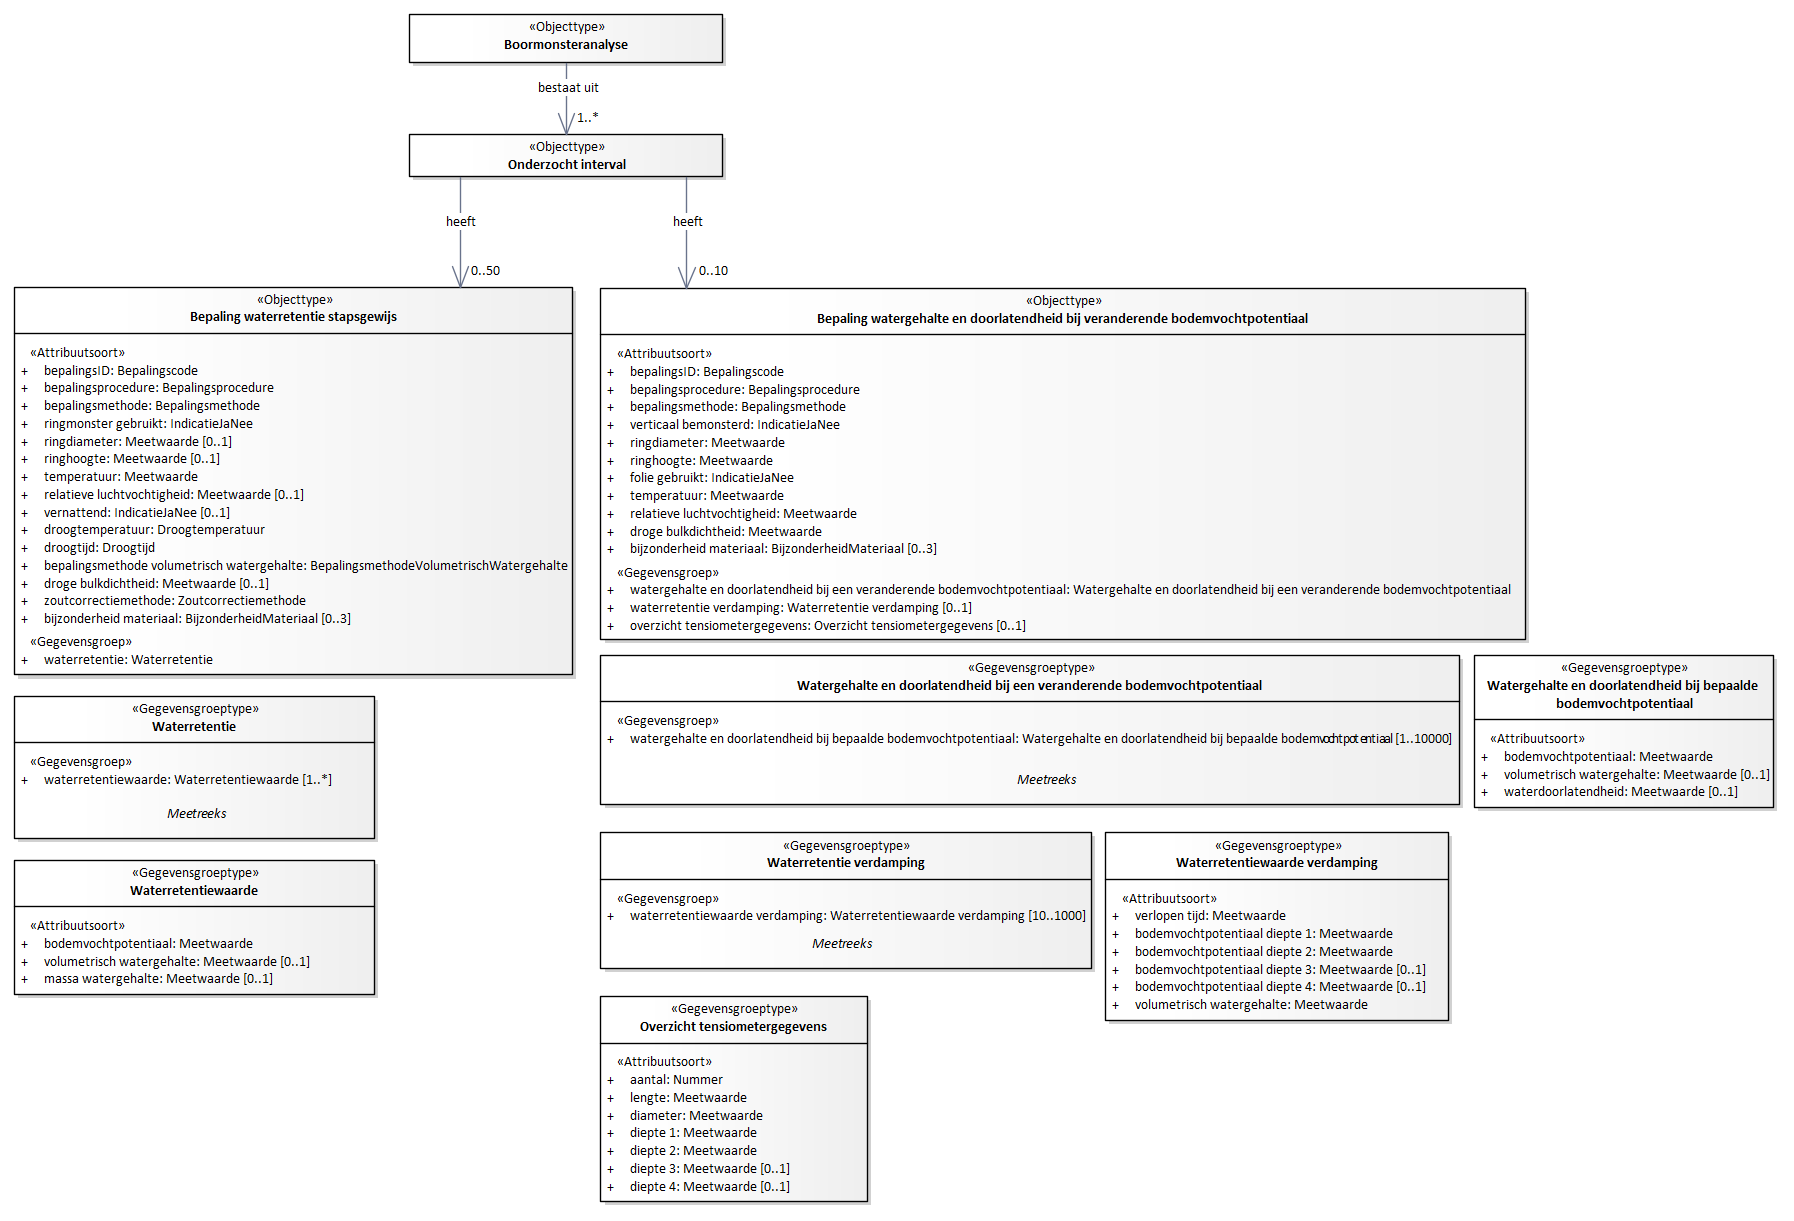 «Objecttype»
Boormonsteranalyse
bestaat uit
1..*
«Objecttype»
Onderzocht interval
heeft
heeft
0..50
0..10
«Objecttype»
Bepaling waterretentie stapsgewijs
«Attribuutsoort»
+ bepalingsID: Bepalingscode
+ bepalingsprocedure: Bepalingsprocedure
+ bepalingsmethode: Bepalingsmethode
+ ringmonster gebruikt: IndicatieJaNee
+ ringdiameter: Meetwaarde [0..1]
+ ringhoogte: Meetwaarde [0..1]
+ temperatuur: Meetwaarde
+ relatieve luchtvochtigheid: Meetwaarde [0..1]
+ vernattend: IndicatieJaNee [0..1]
+ droogtemperatuur: Droogtemperatuur
+ droogtijd: Droogtijd
+ bepalingsmethode volumetrisch watergehalte: BepalingsmethodeVolumetrischWatergehalte
+ droge bulkdichtheid: Meetwaarde [0..1]
+ zoutcorrectiemethode: Zoutcorrectiemethode
+ bijzonderheid materiaal: BijzonderheidMateriaal [0..3]
«Gegevensgroep»
+ waterretentie: Waterretentie
«Objecttype»
Bepaling watergehalte en doorlatendheid bij veranderende bodemvochtpotentiaal
«Attribuutsoort»
+ bepalingsID: Bepalingscode
+ bepalingsprocedure: Bepalingsprocedure
+ bepalingsmethode: Bepalingsmethode
+ verticaal bemonsterd: IndicatieJaNee
+ ringdiameter: Meetwaarde
+ ringhoogte: Meetwaarde
+ folie gebruikt: IndicatieJaNee
+ temperatuur: Meetwaarde
+ relatieve luchtvochtigheid: Meetwaarde
+ droge bulkdichtheid: Meetwaarde
+ bijzonderheid materiaal: BijzonderheidMateriaal [0..3]
«Gegevensgroep»
+ watergehalte en doorlatendheid bij een veranderende bodemvochtpotentiaal: Watergehalte en doorlatendheid bij een veranderende bodemvochtpotentiaal
+ waterretentie verdamping: Waterretentie verdamping [0..1]
+ overzicht tensiometergegevens: Overzicht tensiometergegevens [0..1]
«Gegevensgroeptype»
Waterretentie
«Gegevensgroep»
+ waterretentiewaarde: Waterretentiewaarde [1..*]
Meetreeks
«Gegevensgroeptype»
Waterretentiewaarde
«Attribuutsoort»
+ bodemvochtpotentiaal: Meetwaarde
+ volumetrisch watergehalte: Meetwaarde [0..1]
+ massa watergehalte: Meetwaarde [0..1]
«Gegevensgroeptype»
Watergehalte en doorlatendheid bij een veranderende bodemvochtpotentiaal
«Gegevensgroep»
+ watergehalte en doorlatendheid bij bepaalde bodemvochtpotentiaal: Watergehalte en doorlatendheid bij bepaalde bodemvochtpotentiaal [1..10000]
Meetreeks
«Gegevensgroeptype»
Watergehalte en doorlatendheid bij bepaalde
bodemvochtpotentiaal
«Attribuutsoort»
+ bodemvochtpotentiaal: Meetwaarde
+ volumetrisch watergehalte: Meetwaarde [0..1]
+ waterdoorlatendheid: Meetwaarde [0..1]
«Gegevensgroeptype»
Waterretentie verdamping
«Gegevensgroep»
+ waterretentiewaarde verdamping: Waterretentiewaarde verdamping [10..1000]
Meetreeks
«Gegevensgroeptype»
Waterretentiewaarde verdamping
«Attribuutsoort»
+ verlopen tijd: Meetwaarde
+ bodemvochtpotentiaal diepte 1: Meetwaarde
+ bodemvochtpotentiaal diepte 2: Meetwaarde
+ bodemvochtpotentiaal diepte 3: Meetwaarde [0..1]
+ bodemvochtpotentiaal diepte 4: Meetwaarde [0..1]
+ volumetrisch watergehalte: Meetwaarde
«Gegevensgroeptype»
Overzicht tensiometergegevens
«Attribuutsoort»
+ aantal: Nummer
+ lengte: Meetwaarde
+ diameter: Meetwaarde
+ diepte 1: Meetwaarde
+ diepte 2: Meetwaarde
+ diepte 3: Meetwaarde [0..1]
+ diepte 4: Meetwaarde [0..1]